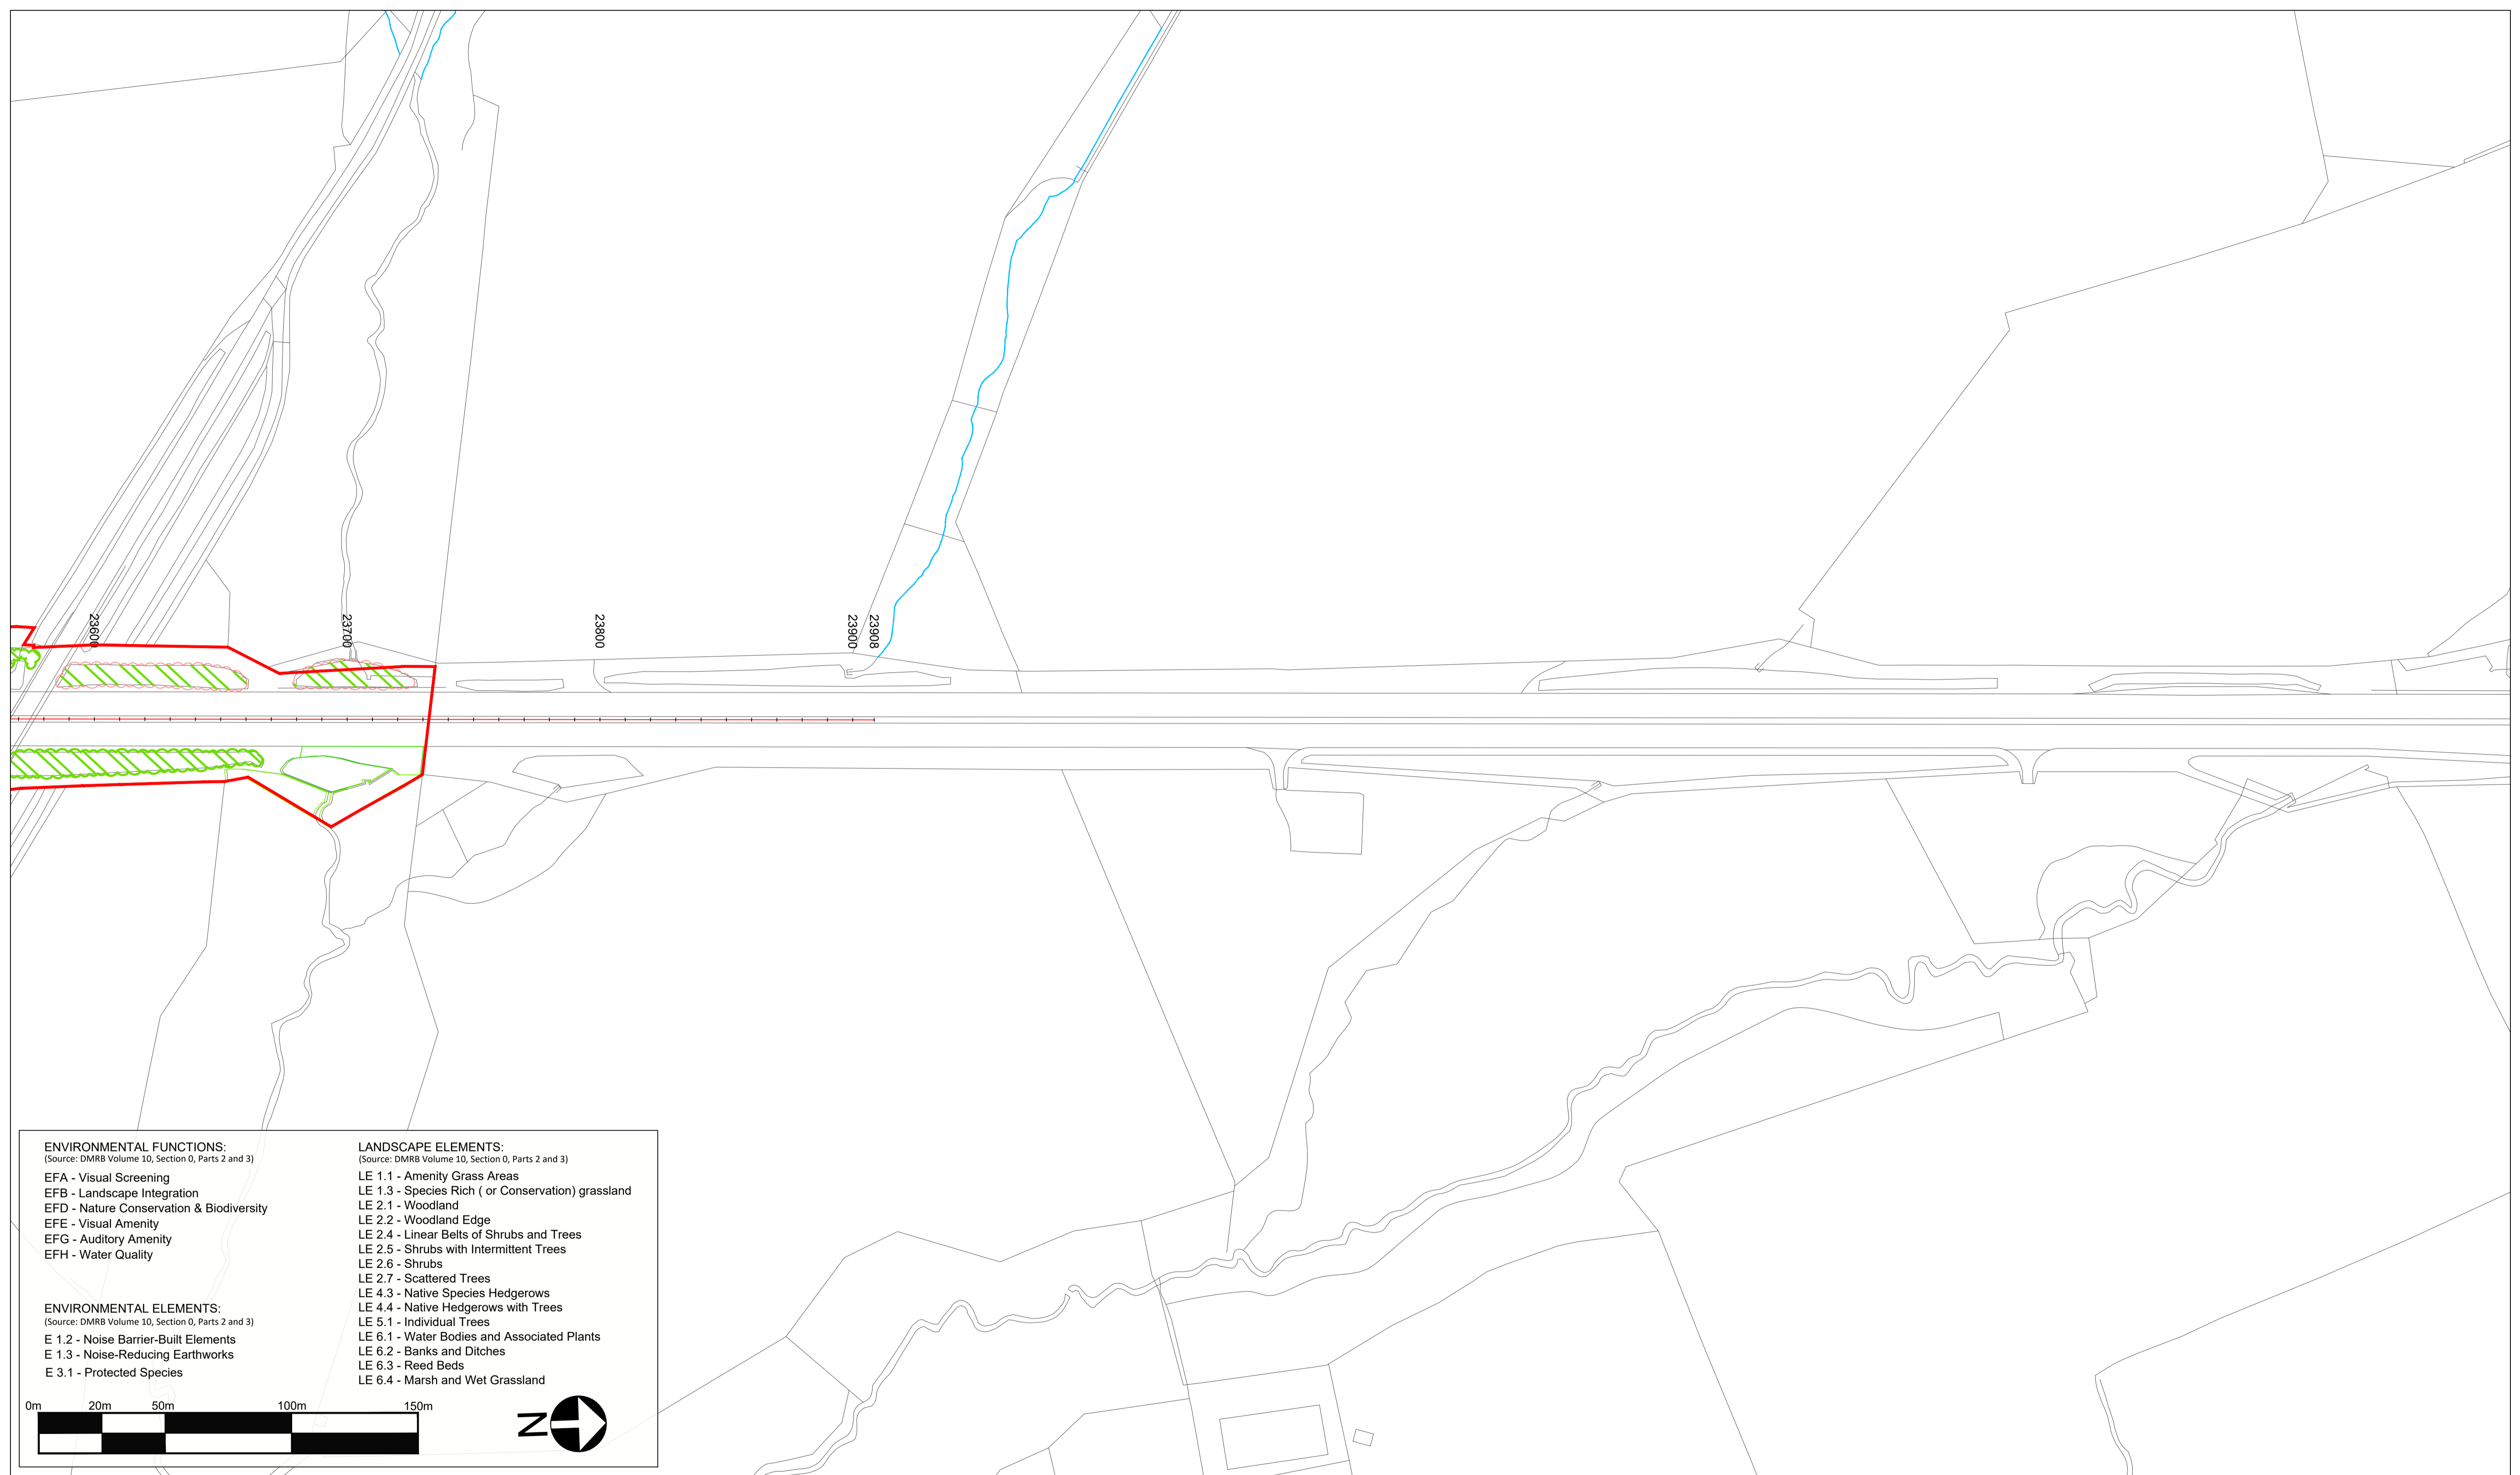 23600
23700
23800
23900
23908
ENVIRONMENTAL FUNCTIONS:
(Source: DMRB Volume 10, Section 0, Parts 2 and 3)
EFA - Visual Screening
EFB - Landscape Integration
EFD - Nature Conservation & Biodiversity
EFE - Visual Amenity
EFG - Auditory Amenity
EFH - Water Quality
ENVIRONMENTAL ELEMENTS:
(Source: DMRB Volume 10, Section 0, Parts 2 and 3)
E 1.2 - Noise Barrier-Built Elements
E 1.3 - Noise-Reducing Earthworks
E 3.1 - Protected Species
LANDSCAPE ELEMENTS:
(Source: DMRB Volume 10, Section 0, Parts 2 and 3)
LE 1.1 - Amenity Grass Areas
LE 1.3 - Species Rich ( or Conservation) grassland
LE 2.1 - Woodland
LE 2.2 - Woodland Edge
LE 2.4 - Linear Belts of Shrubs and Trees
LE 2.5 - Shrubs with Intermittent Trees
LE 2.6 - Shrubs
LE 2.7 - Scattered Trees
LE 4.3 - Native Species Hedgerows
LE 4.4 - Native Hedgerows with Trees
LE 5.1 - Individual Trees
LE 6.1 - Water Bodies and Associated Plants
LE 6.2 - Banks and Ditches
LE 6.3 - Reed Beds
LE 6.4 - Marsh and Wet Grassland
0m 20m 50m 100m 150m
N